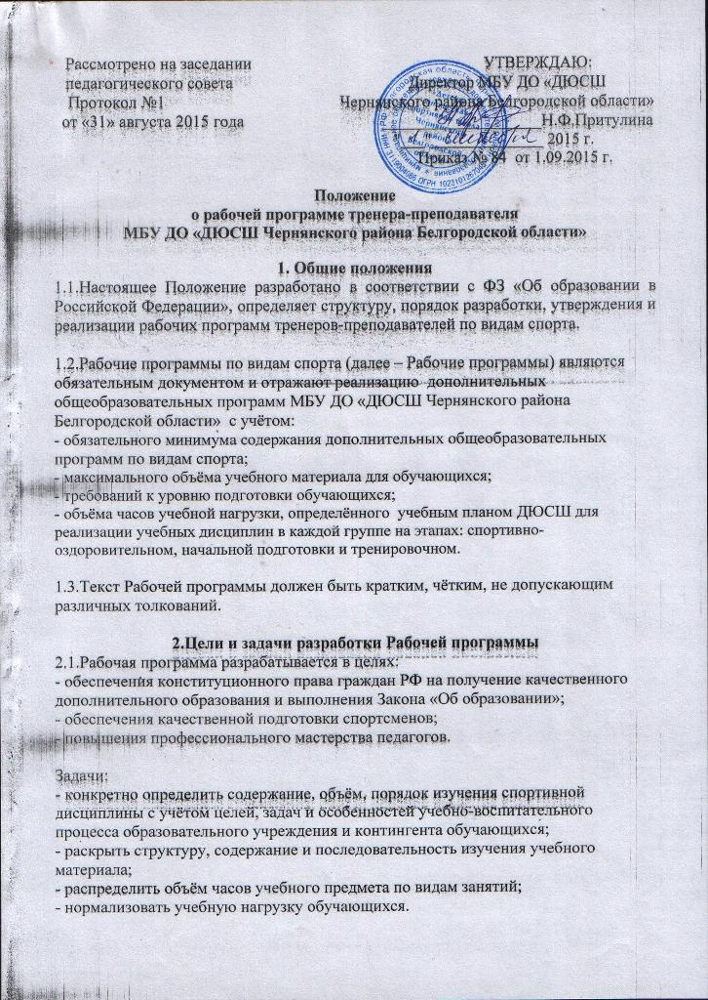 Рассмотрено на заседании
педагогического совета
Протокол №1
от «31» августа 2015 года
УТВЕРЖДАЮ:
Директор МБУ ДО «ДЮСШ
Чернянского района Белгородской области»
Н.Ф.Притулина
2015 г.
Приказ № 84 от 1.09.2015 г.
Положение
о рабочей программе тренера-преподавателя
МБУ ДО «ДЮСШ Чернянского района Белгородской области»
1. Общие положения
1.1.Настоящее Положение разработано в соответствии с ФЗ «Об образовании в
Российской Федерации», определяет структуру, порядок разработки, утверждения и
реализации рабочих программ тренеров-преподавателей по видам спорта.
1.2.Рабочие программы по видам спорта (далее – Рабочие программы) являются
обязательным документом и отражают реализацию дополнительных
общеобразовательных программ МБУ ДО «ДЮСШ Чернянского района
Белгородской области» с учётом:
- обязательного минимума содержания дополнительных общеобразовательных
программ по видам спорта;
- максимального объёма учебного материала для обучающихся;
- требований к уровню подготовки обучающихся;
- объёма часов учебной нагрузки, определённого учебным планом ДЮСШ для
реализации учебных дисциплин в каждой группе на этапах: спортивно-
оздоровительном, начальной подготовки и тренировочном.
1.3.Текст Рабочей программы должен быть кратким, чётким, не допускающим
различных толкований.
2.Цели и задачи разработки Рабочей программы
2.1.Рабочая программа разрабатывается в целях:
- обеспечения конституционного права граждан РФ на получение качественного
дополнительного образования и выполнения Закона «Об образовании»;
- обеспечения качественной подготовки спортсменов;
- повышения профессионального мастерства педагогов.
Задачи:
- конкретно определить содержание, объём, порядок изучения спортивной
дисциплины с учётом целей, задач и особенностей учебно-воспитательного
процесса образовательного учреждения и контингента обучающихся;
- раскрыть структуру, содержание и последовательность изучения учебного
материала;
- распределить объём часов учебного предмета по видам занятий;
- нормализовать учебную нагрузку обучающихся.